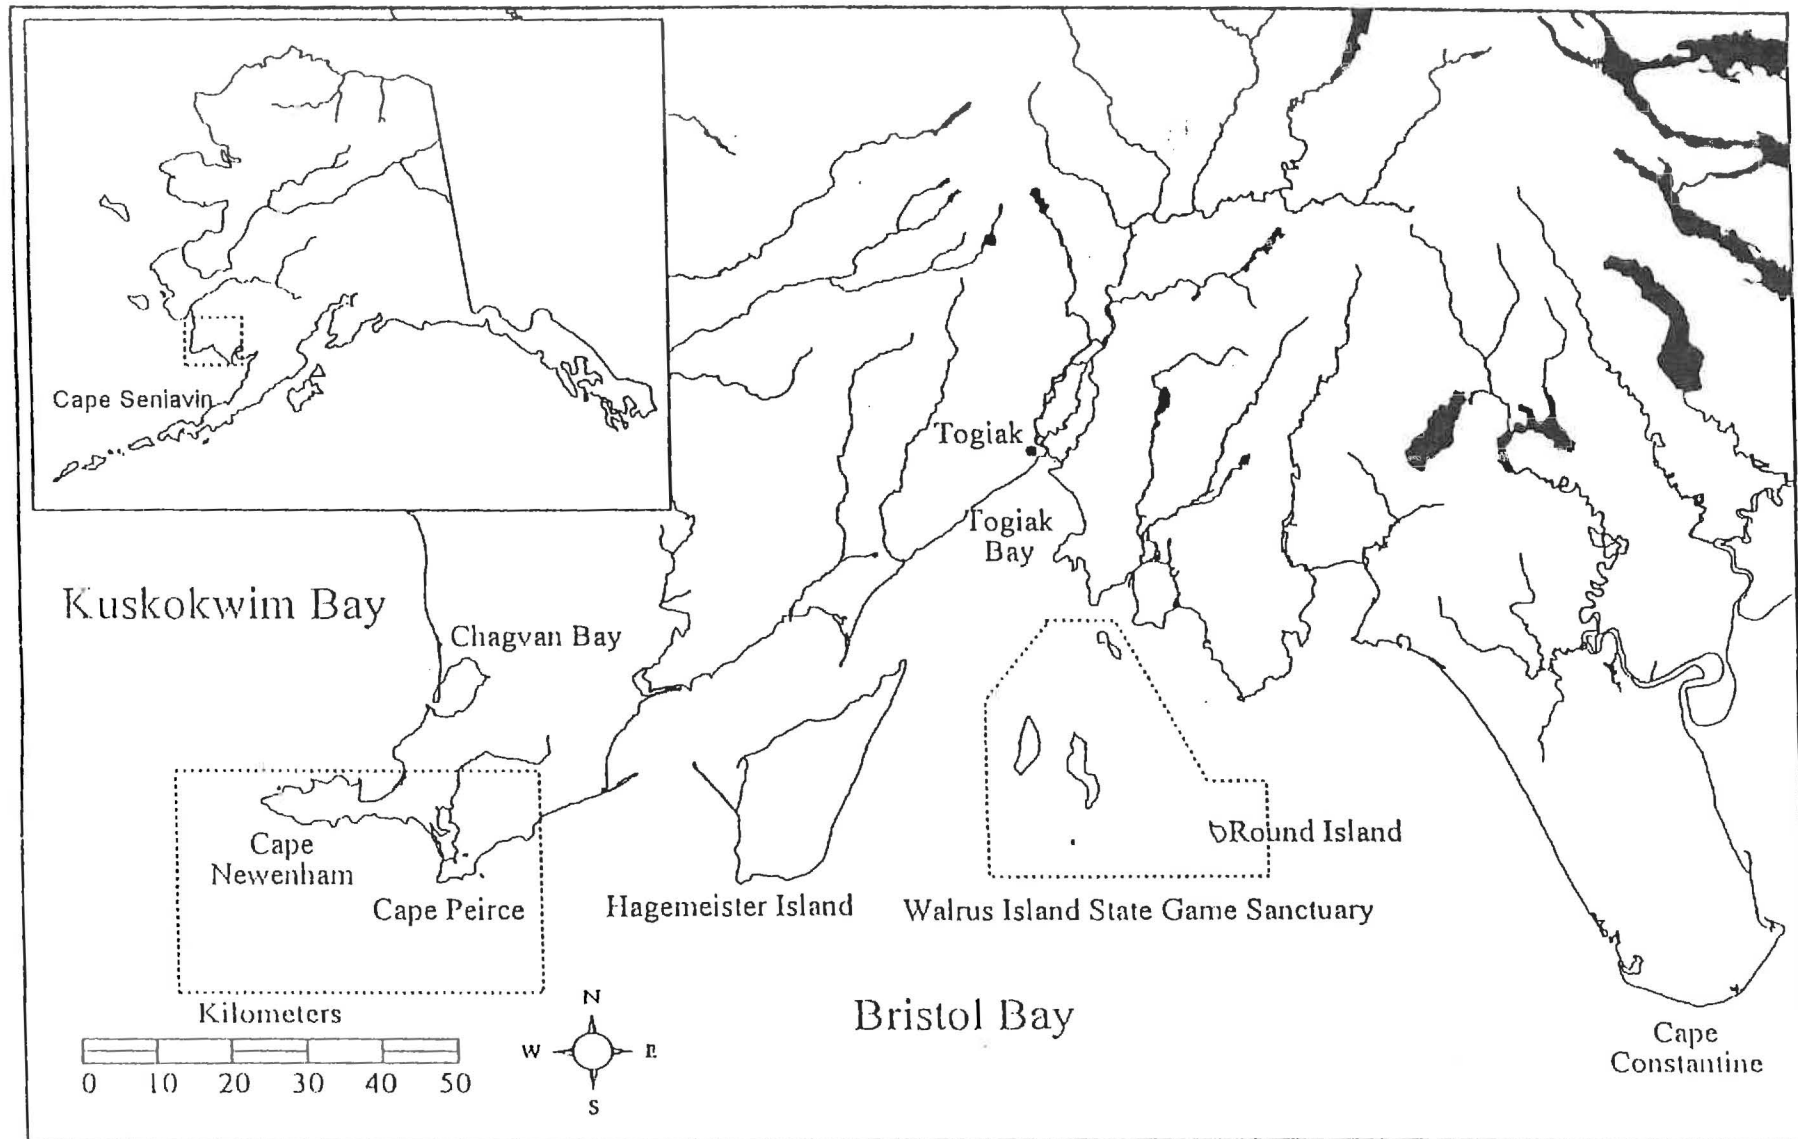 Cape Seniavin
Togiak
Togiak
Bay
Kuskokwim Bay
Chagvan Bay
Cape
Newenham
Cape Peirce
Hagemeister Island
Round Island
Walrus Island State Game Sanctuary
Bristol Bay
Cape
Constantine
Kilometers
0 10 20 30 40 50
N
W E
S